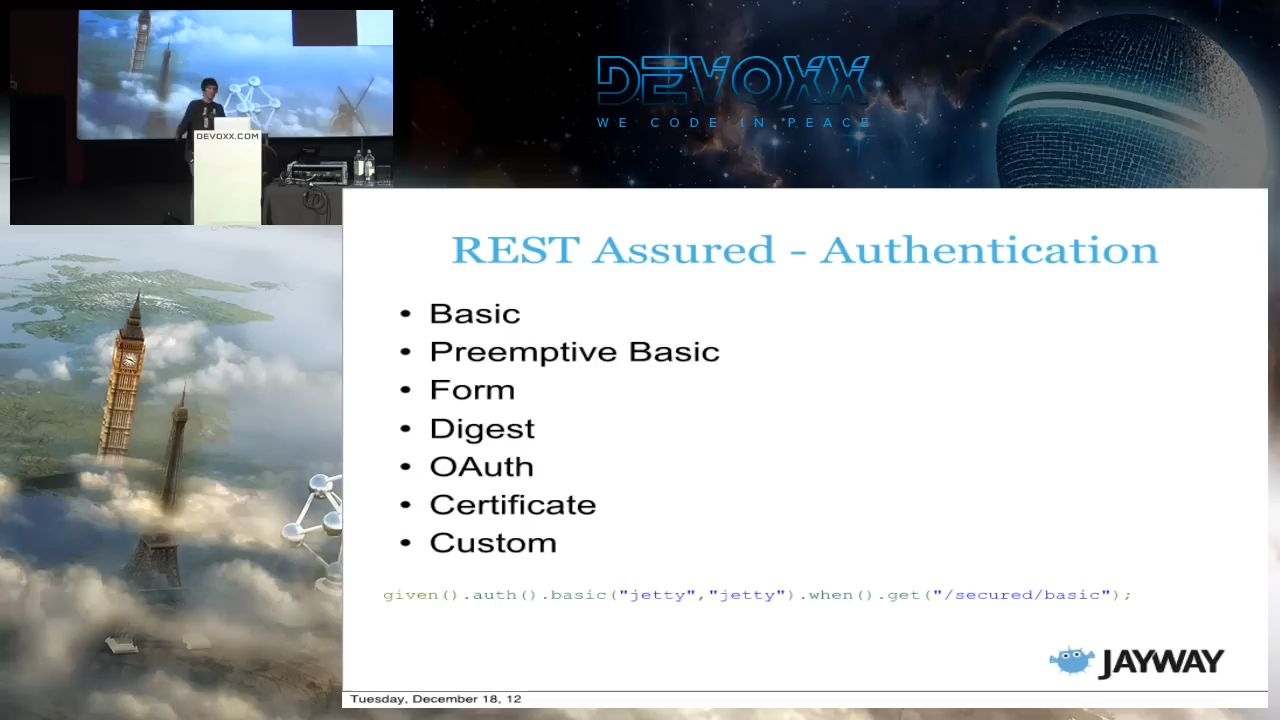 DEVOXX
WE CODE IN PEACE
DEVOXX.COM
REST Assured - Authentication
• Basic
• Preemptive Basic
• Form
• Digest
• OAuth
• Certificate
• Custom
given().auth().basic("jetty","jetty").when().get("/secured/basic");
JAYWAY
Tuesday, December 18, 12